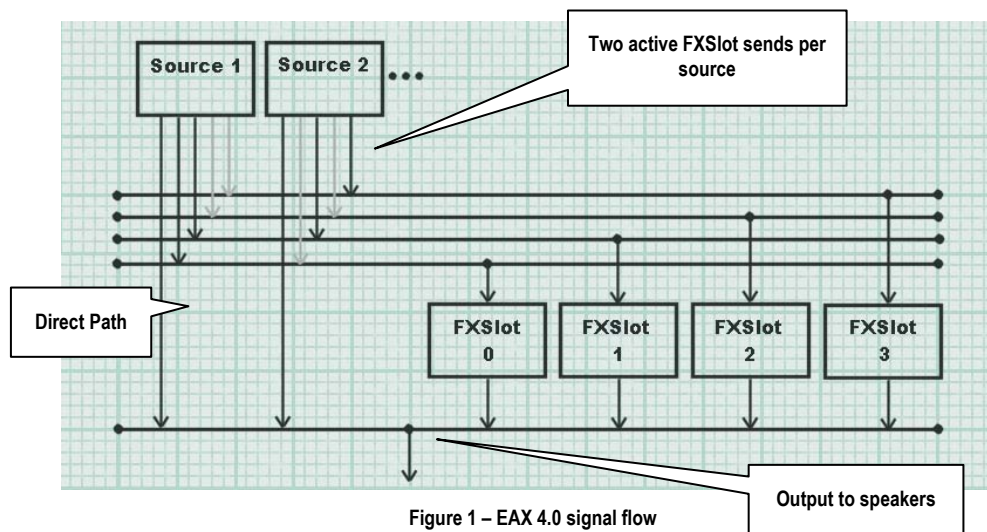 Two active FXSlot sends per
source
Source 1
Source 2
Direct Path
FXSlot
0
FXSlot
1
FXSlot
2
FXSlot
3
Output to speakers
Figure 1 – EAX 4.0 signal flow